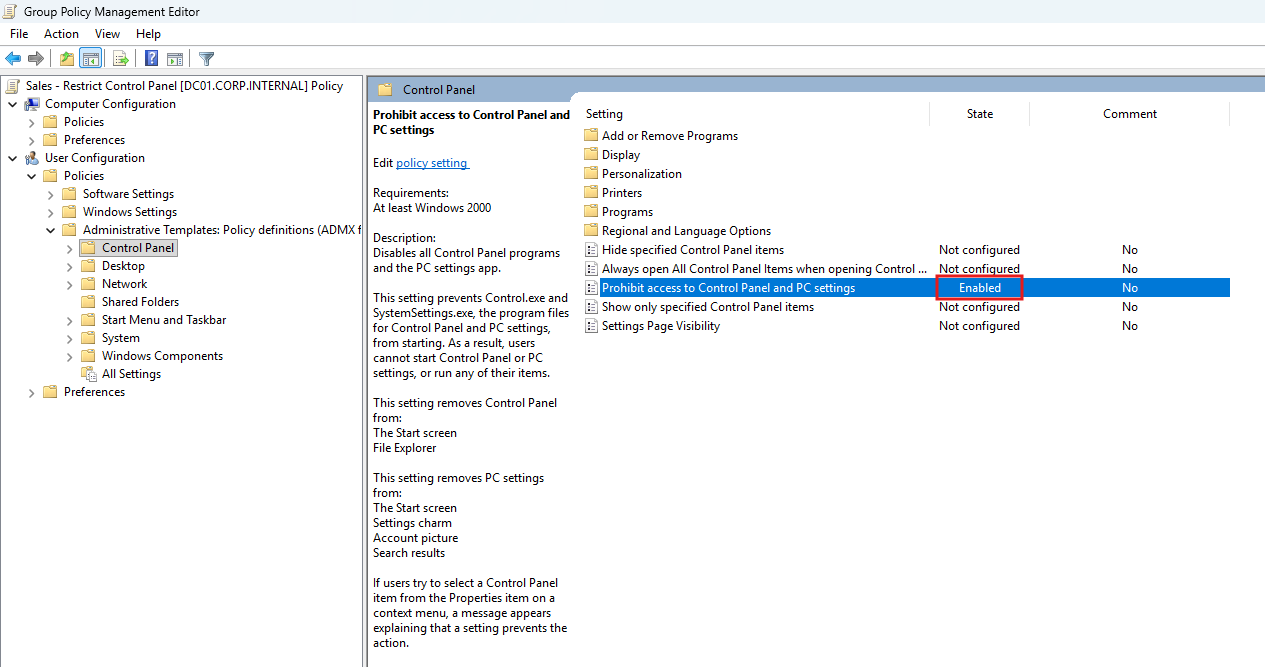 Group Policy Management Editor
File Action View Help
Sales - Restrict Control Panel [DC01.CORP.INTERNAL] Policy
Computer Configuration
Policies
Preferences
User Configuration
Policies
Software Settings
Windows Settings
Administrative Templates: Policy definitions (ADMX f
Control Panel
Desktop
Network
Shared Folders
Start Menu and Taskbar
System
Windows Components
All Settings
Preferences
Control Panel
Prohibit access to Control Panel and
PC settings
Edit policy setting
Requirements:
At least Windows 2000
Description:
Disables all Control Panel programs
and the PC settings app.
This setting prevents Control.exe and
SystemSettings.exe, the program files
for Control Panel and PC settings,
from starting. As a result, users
cannot start Control Panel or PC
settings, or run any of their items.
This setting removes Control Panel
from:
The Start screen
File Explorer
This setting removes PC settings
from:
The Start screen
Settings charm
Account picture
Search results
If users try to select a Control Panel
item from the Properties item on a
context menu, a message appears
explaining that a setting prevents the
action.
Setting State Comment
Add or Remove Programs
Display
Personalization
Printers
Programs
Regional and Language Options
Hide specified Control Panel items Not configured No
Always open All Control Panel Items when opening Control ... Not configured No
Prohibit access to Control Panel and PC settings Enabled No
Show only specified Control Panel items Not configured No
Settings Page Visibility Not configured No